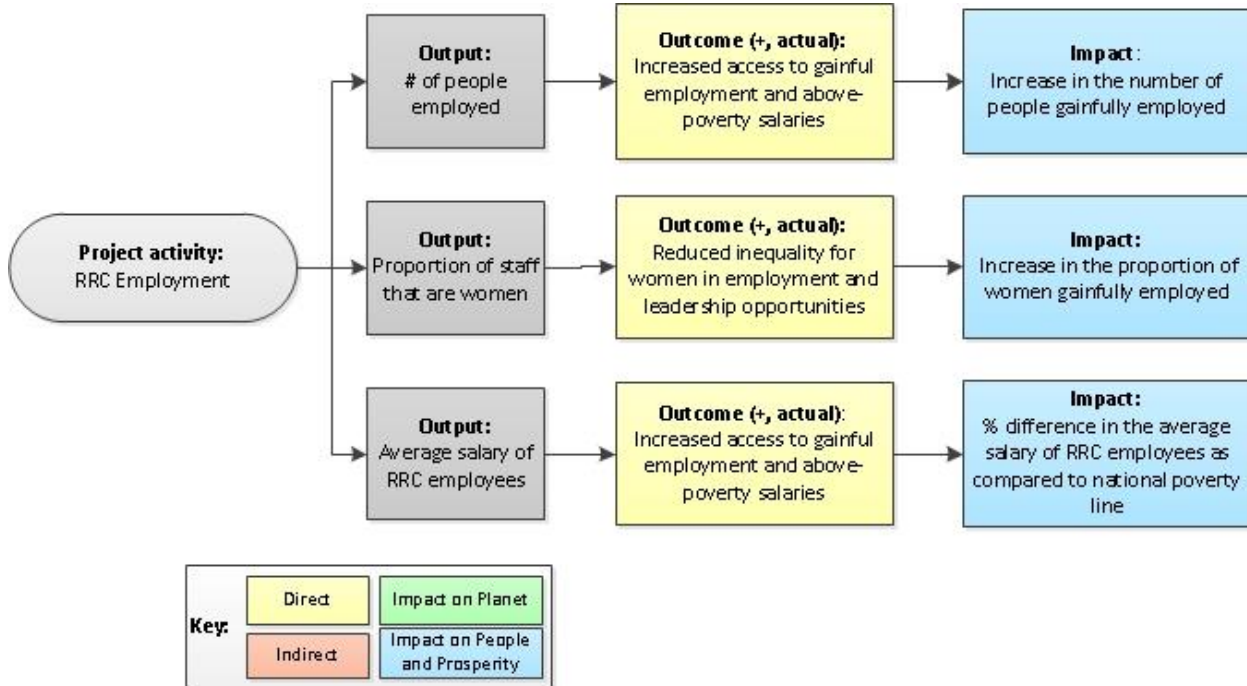 Project activity:
RRC Employment
Output:
# of people
employed
Outcome (+, actual):
Increased access to gainful
employment and above-
poverty salaries
Impact:
Increase in the number of
people gainfully employed
Output:
Proportion of staff
that are women
Outcome (+, actual):
Reduced inequality for
women in employment and
leadership opportunities
Impact:
Increase in the proportion of
women gainfully employed
Output:
Average salary of
RRC employees
Outcome (+, actual):
Increased access to gainful
employment and above-
poverty salaries
Impact:
% difference in the average
salary of RRC employees as
compared to national poverty
line
Key:
Direct
Impact on Planet
Indirect
Impact on People
and Prosperity